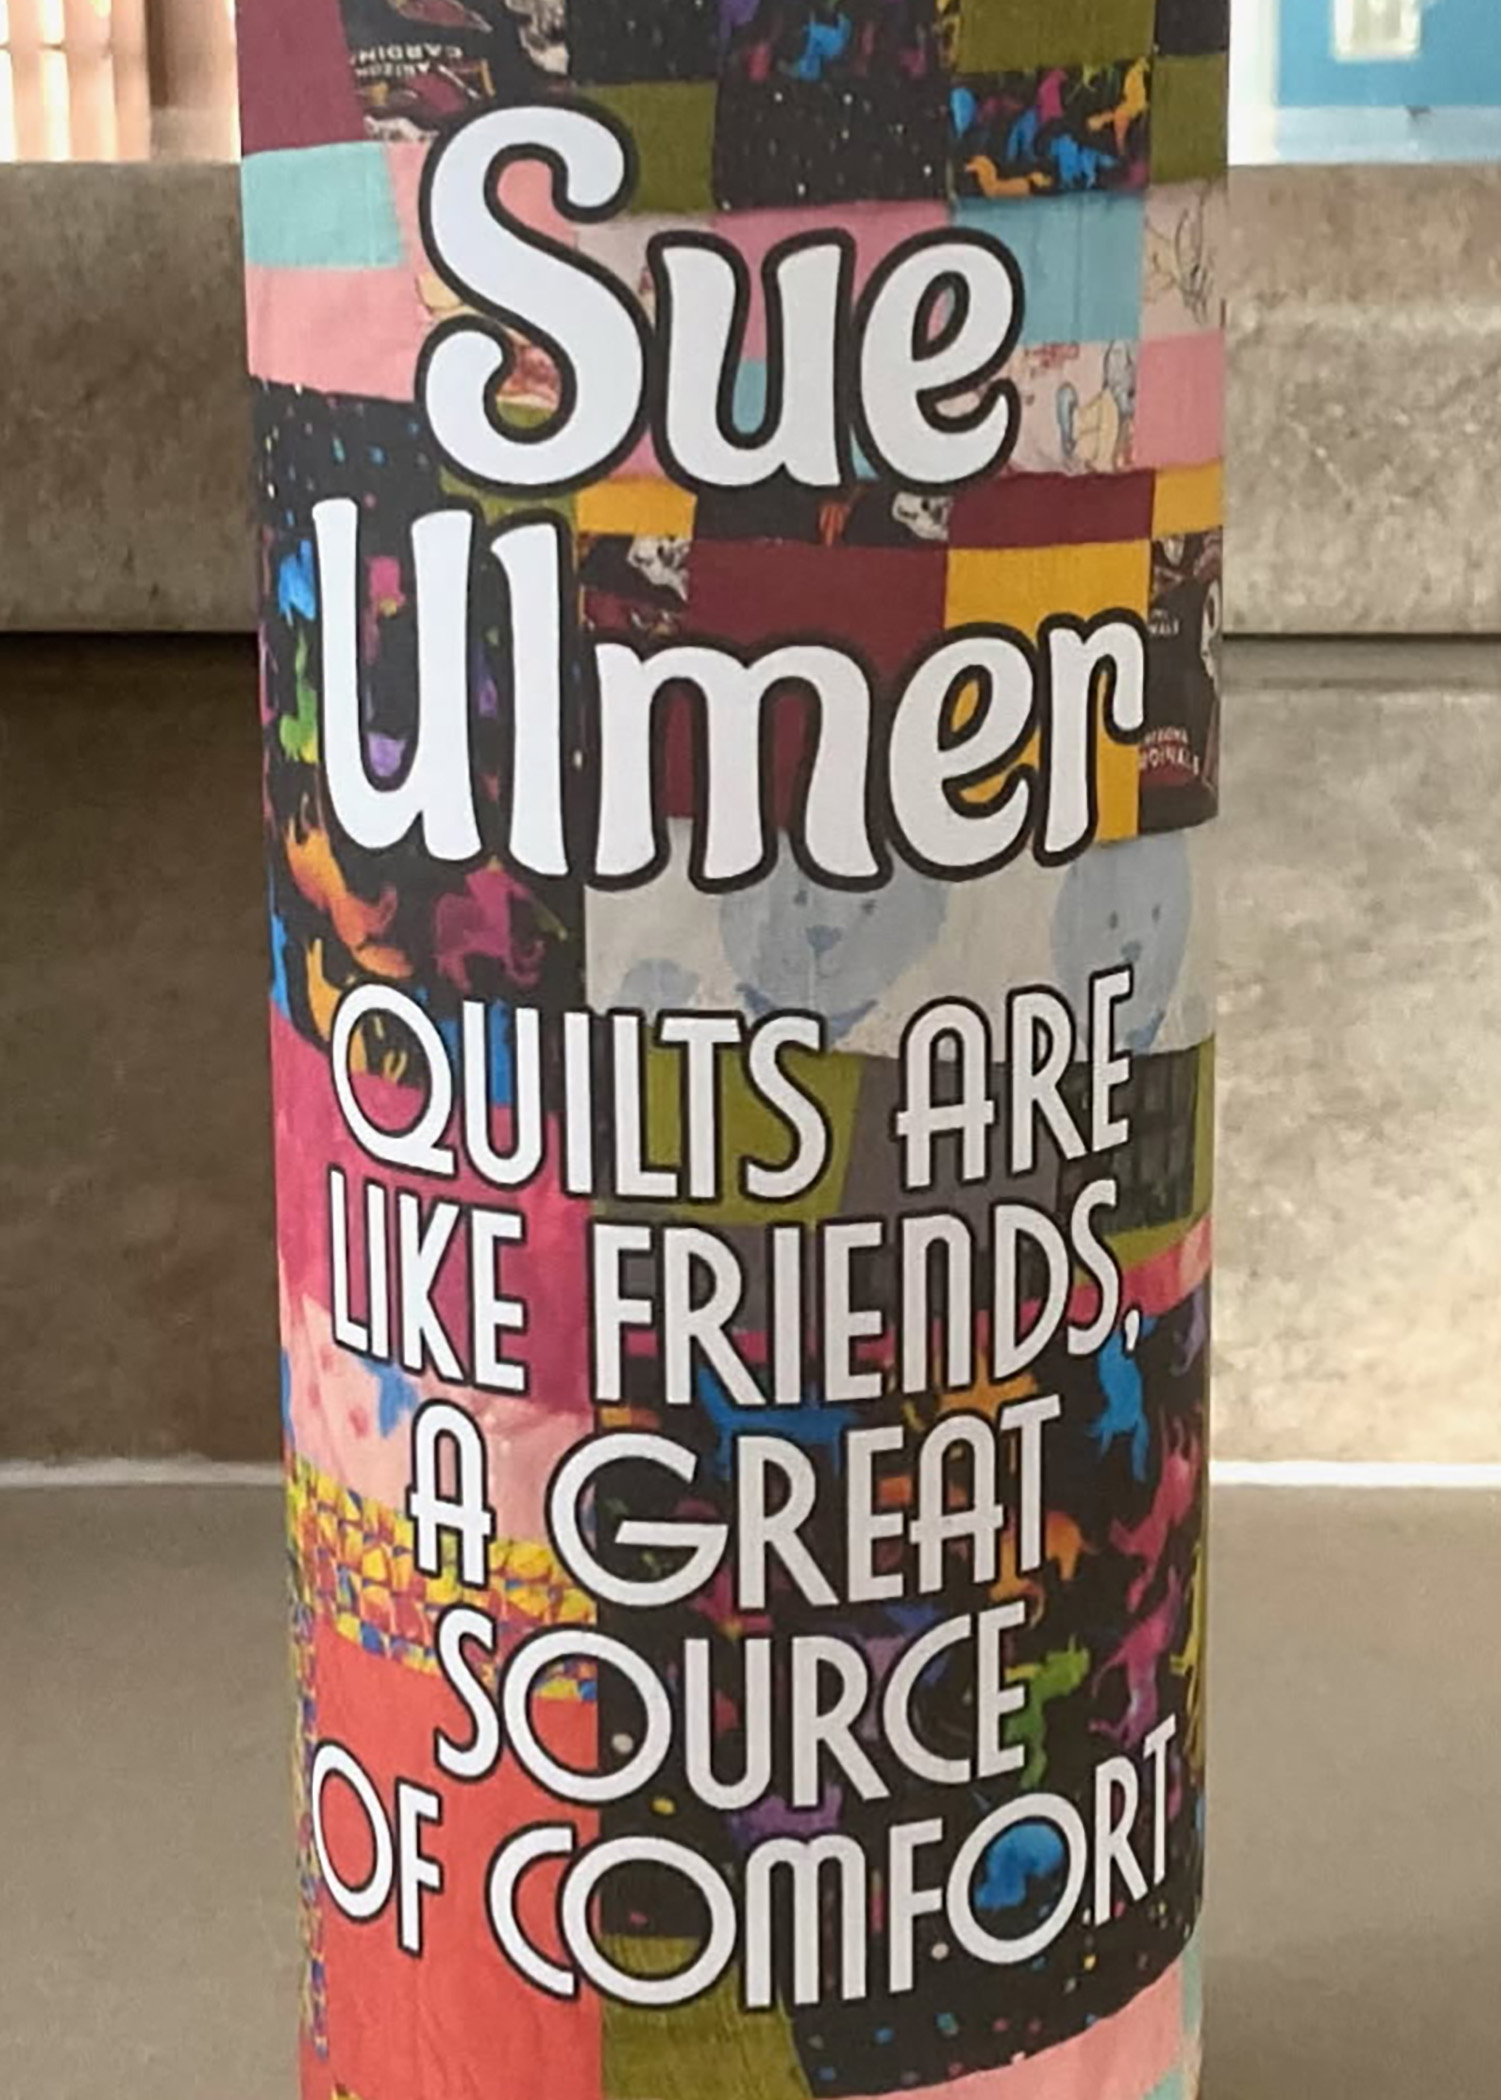 Sue
Ulmer
QUILTS ARE
LIKE FRIENDS,
A GREAT
SOURCE
OF COMFORT